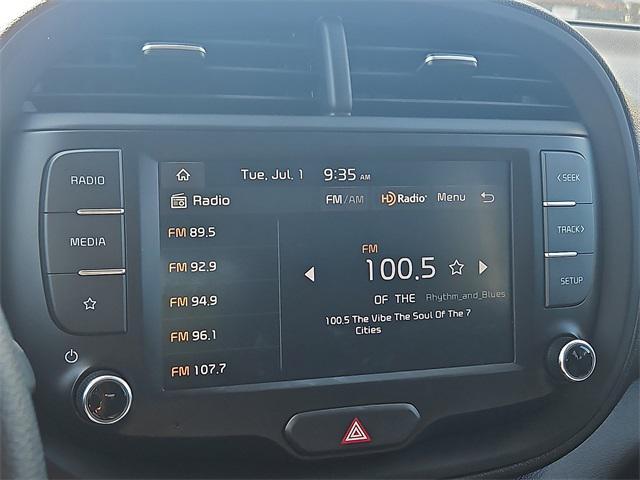 RADIO
MEDIA
Tue, Jul. 1 9:35 AM
Radio FM/AM HD Radio Menu
FM 89.5
FM 92.9
FM 94.9
FM 96.1
FM 107.7
FM
100.5
OF THE Rhythm_and_Blues
100.5 The Vibe The Soul Of The 7
Cities
< SEEK
TRACK >
SETUP